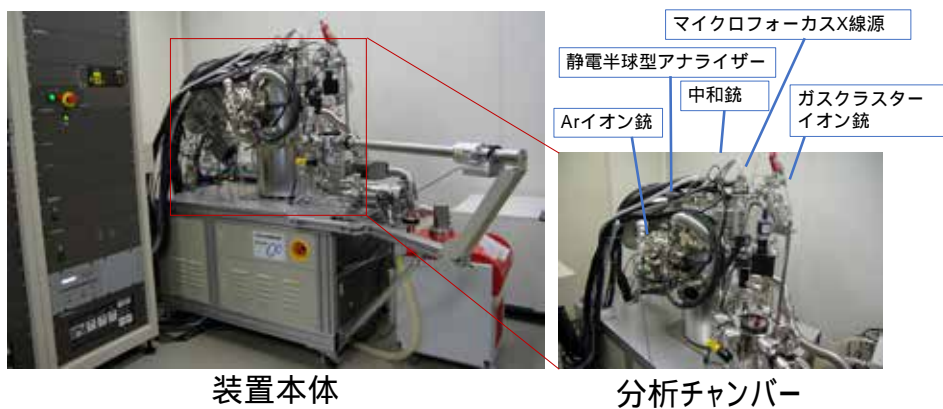 マイクロフォーカスX線源
静電半球型アナライザー
中和銃
ガスクラスター
イオン銃
Arイオン銃
装置本体
分析チャンバー